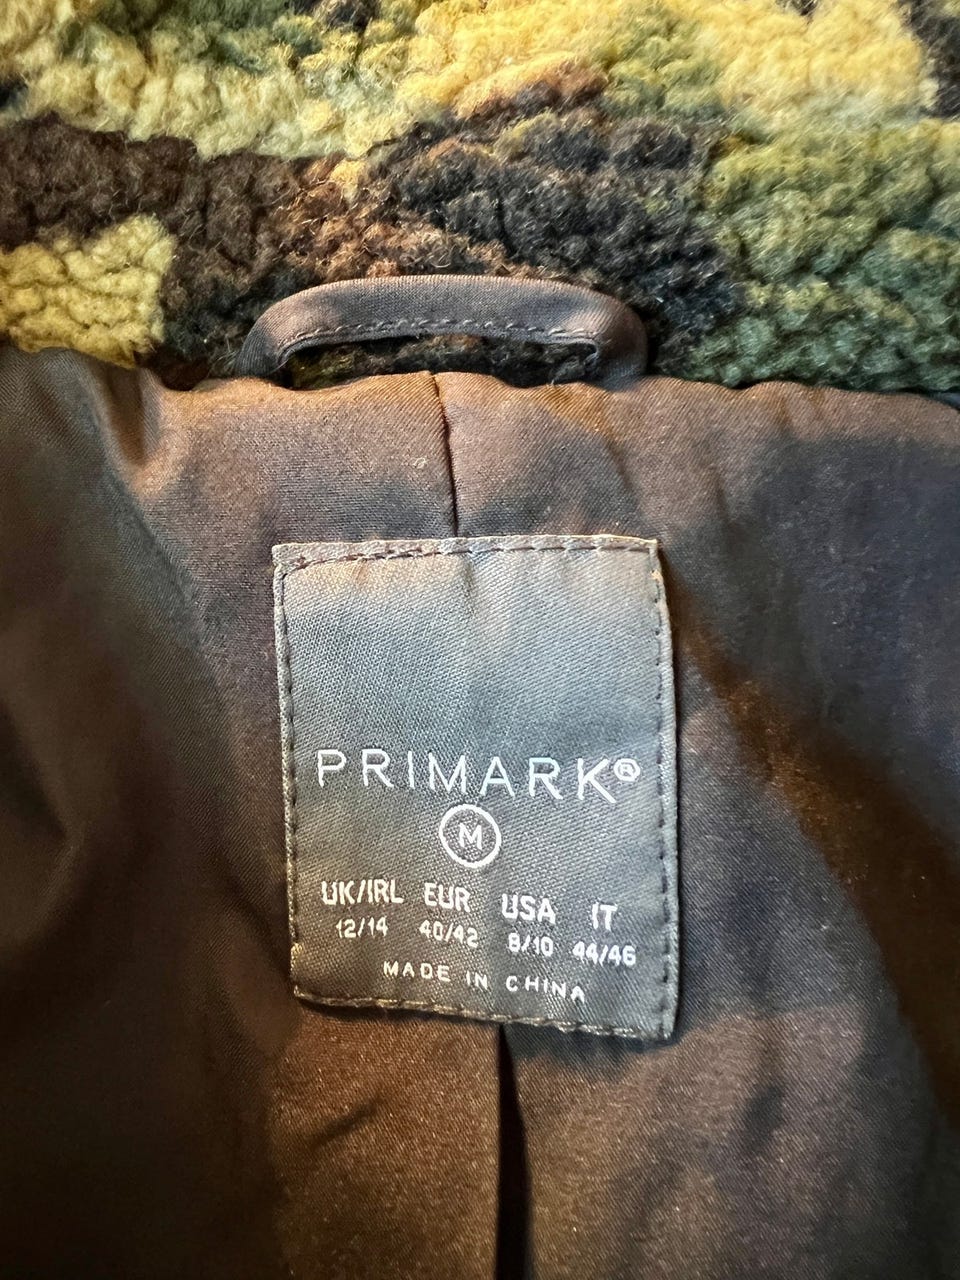 PRIMARK®
M
UK/IRL EUR USA IT
12/14 40/42 8/10 44/46
MADE IN CHINA